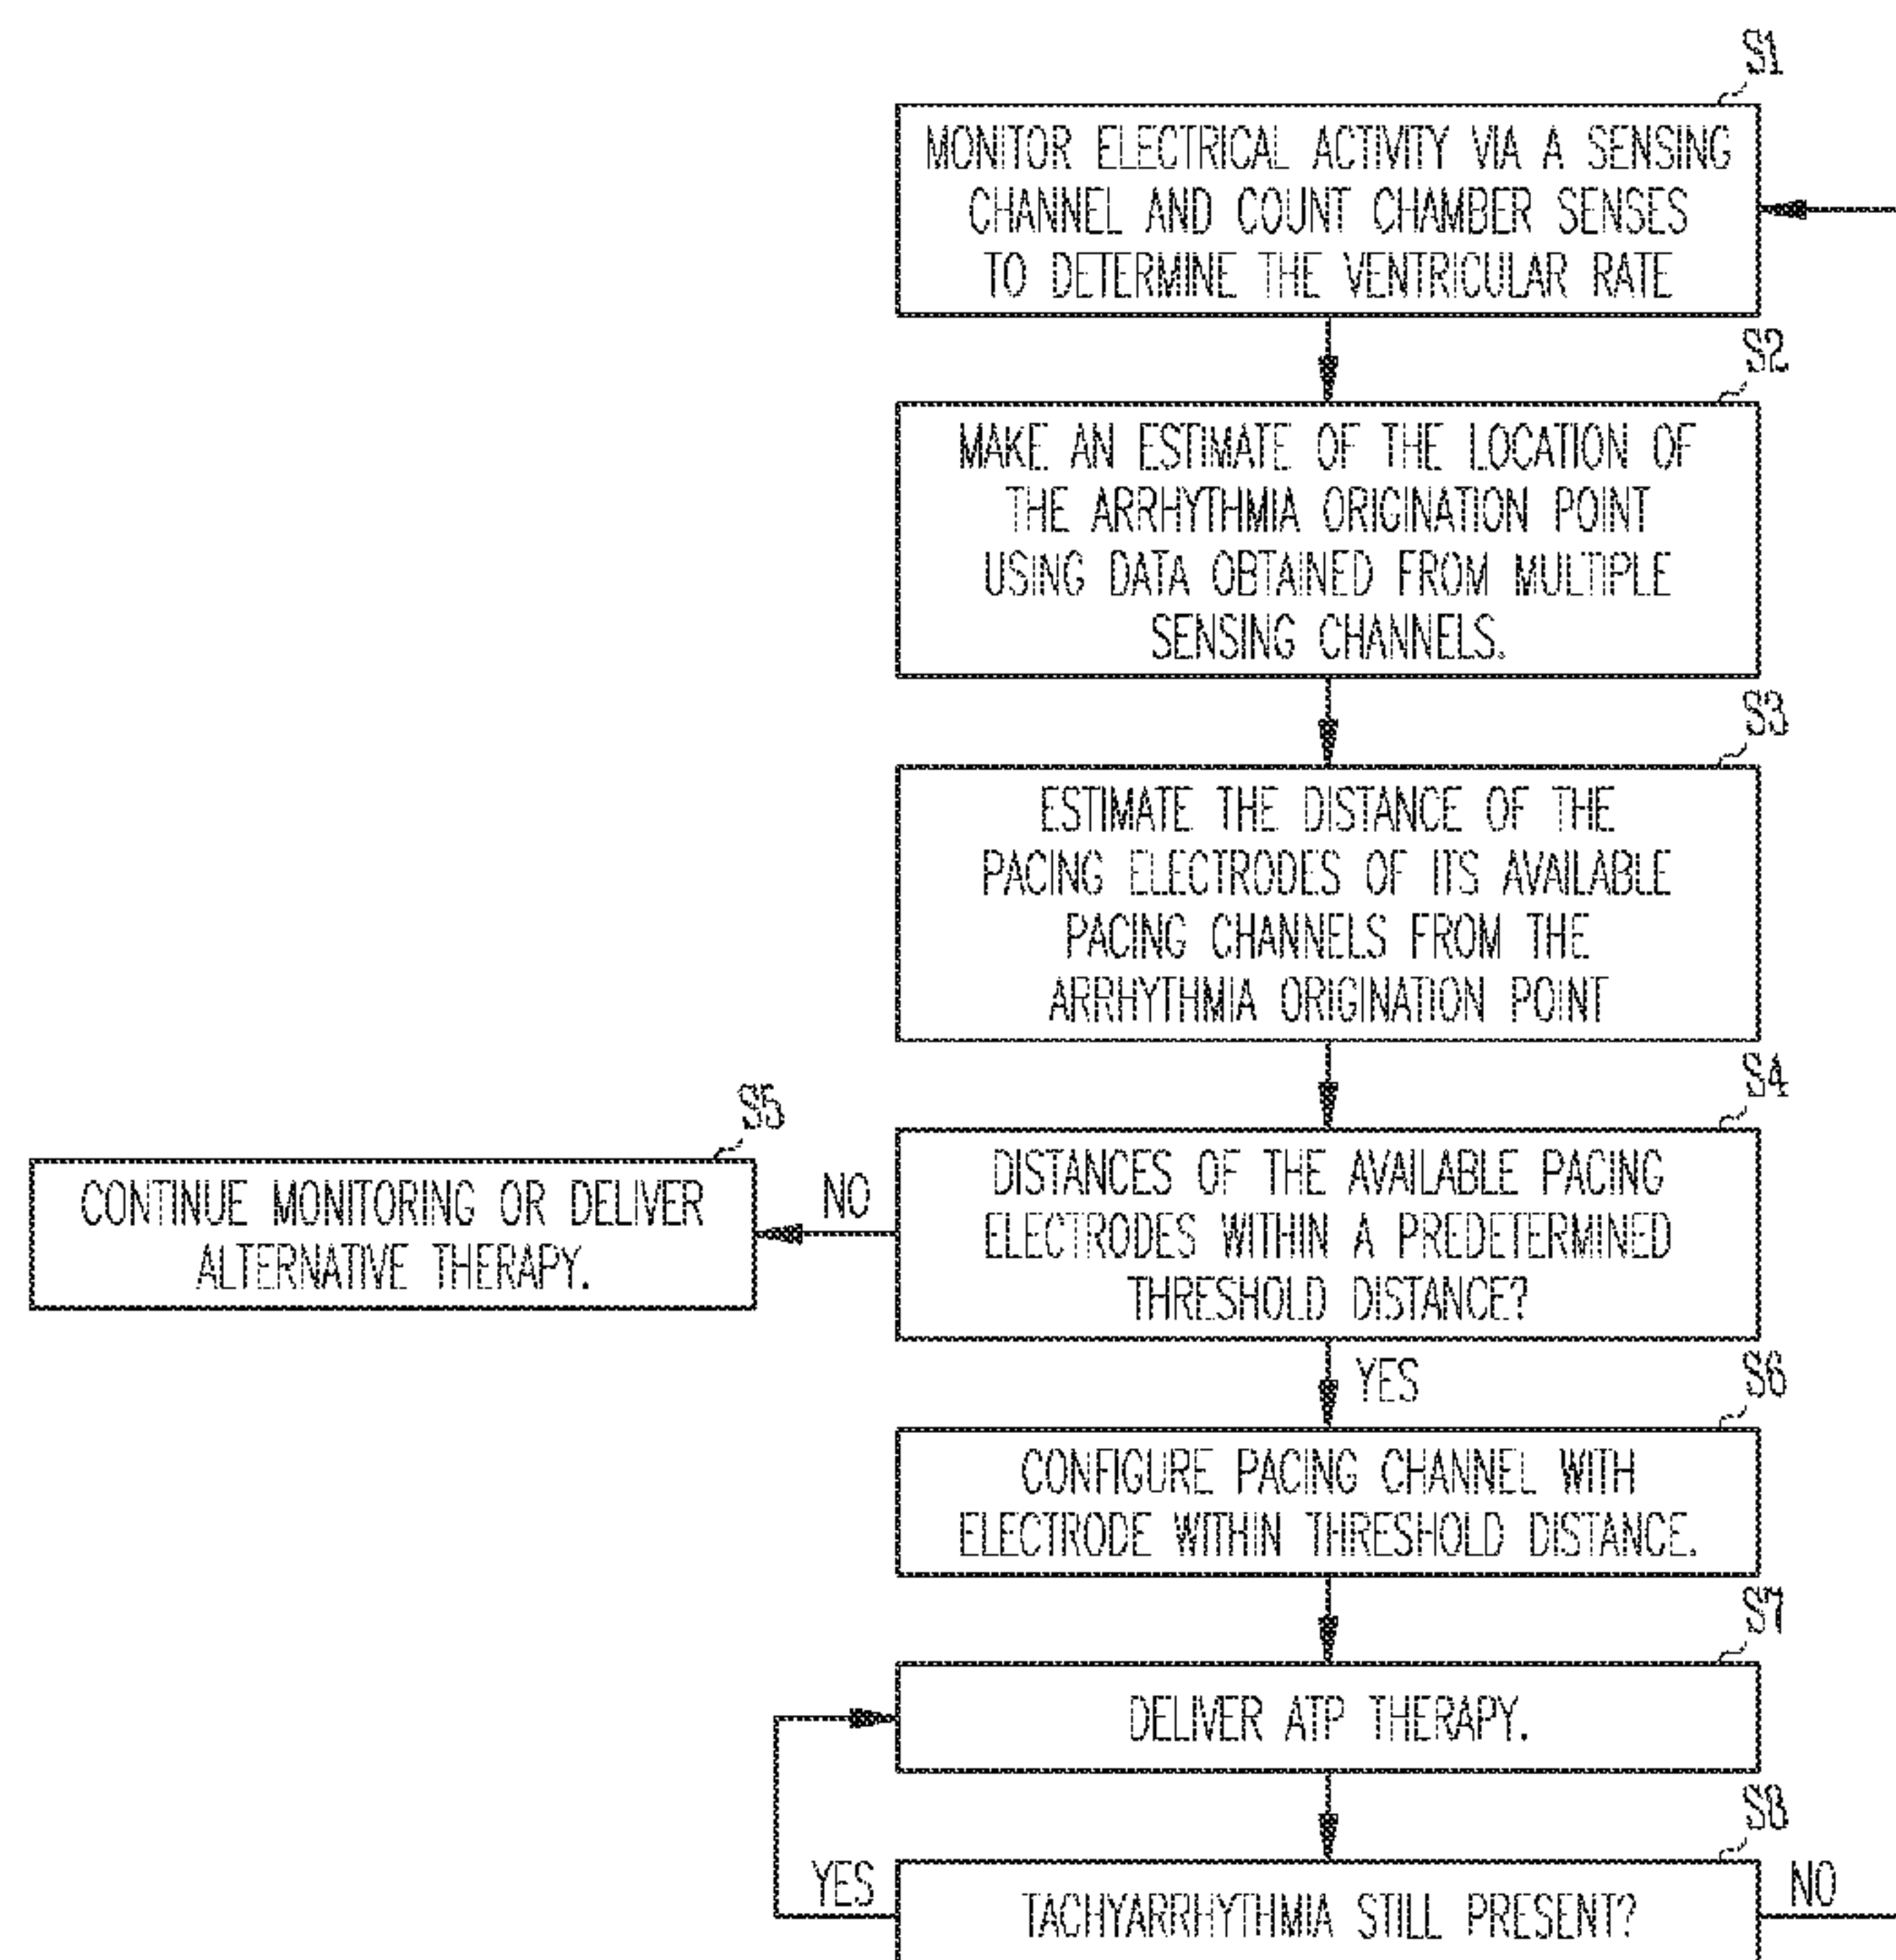 S1
MONITOR ELECTRICAL ACTIVITY VIA A SENSING
CHANNEL AND COUNT CHAMBER SENSES
TO DETERMINE THE VENTRICULAR RATE
S2
MAKE AN ESTIMATE OF THE LOCATION OF
THE ARRHYTHMIA ORIGINATION POINT
USING DATA OBTAINED FROM MULTIPLE
SENSING CHANNELS.
S3
ESTIMATE THE DISTANCE OF THE
PACING ELECTRODES OF ITS AVAILABLE
PACING CHANNELS FROM THE
ARRHYTHMIA ORIGINATION POINT
S4
DISTANCES OF THE AVAILABLE PACING
ELECTRODES WITHIN A PREDETERMINED
THRESHOLD DISTANCE?
NO
S5
CONTINUE MONITORING OR DELIVER
ALTERNATIVE THERAPY.
YES
S6
CONFIGURE PACING CHANNEL WITH
ELECTRODE WITHIN THRESHOLD DISTANCE.
S7
DELIVER ATP THERAPY.
S8
TACHYARRHYTHMIA STILL PRESENT?
YES
NO